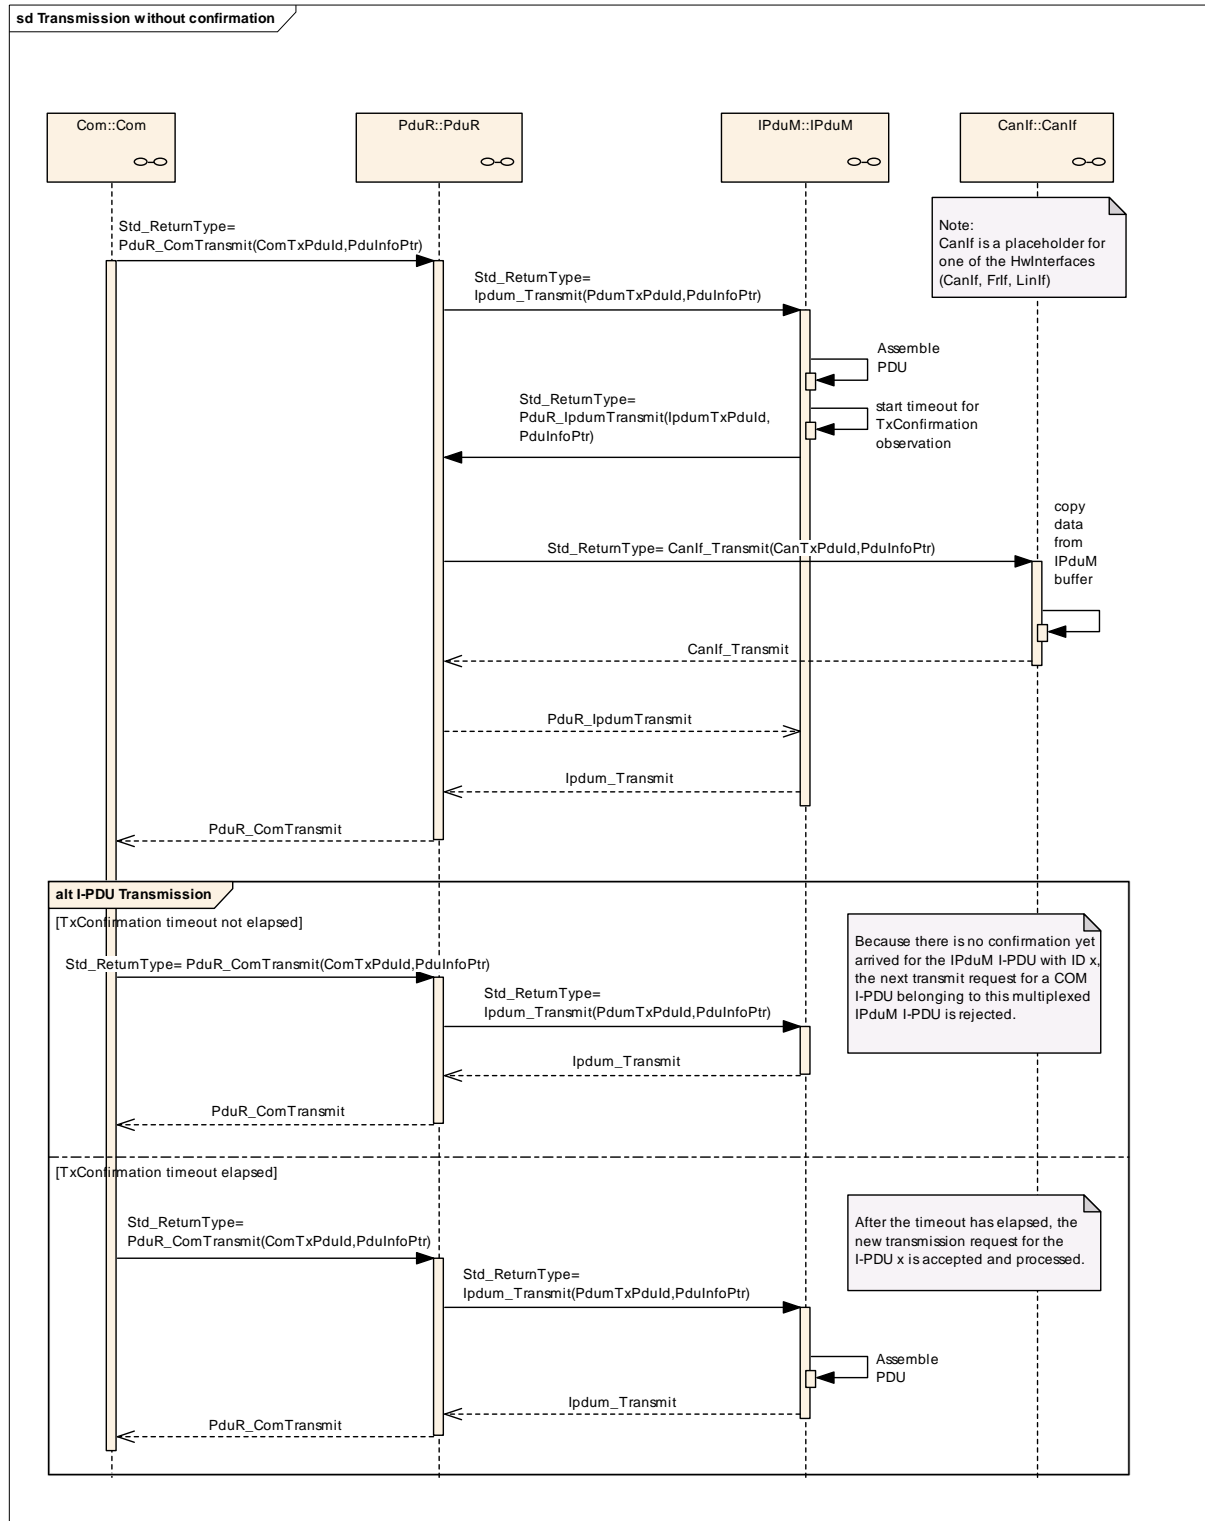 sd Transmission without confirmation
Com::Com
PduR::PduR
IPduM::IPduM
CanIf::CanIf
Note:
CanIf is a placeholder for
one of the HwInterfaces
(CanIf, FrIf, LinIf)
Std_ReturnType=
PduR_ComTransmit(ComTxPduId,PduInfoPtr)
Std_ReturnType=
Ipdum_Transmit(PdumTxPduId,PduInfoPtr)
Assemble
PDU
Std_ReturnType=
PduR_IpdumTransmit(IpdumTxPduId,
PduInfoPtr)
start timeout for
TxConfirmation
observation
copy
data
from
IPduM
buffer
Std_ReturnType= CanIf_Transmit(CanTxPduId,PduInfoPtr)
CanIf_Transmit
PduR_IpdumTransmit
Ipdum_Transmit
PduR_ComTransmit
alt I-PDU Transmission
[TxConfirmation timeout not elapsed]
Because there is no confirmation yet
arrived for the IPduM I-PDU with ID x,
the next transmit request for a COM
I-PDU belonging to this multiplexed
IPduM I-PDU is rejected.
Std_ReturnType= PduR_ComTransmit(ComTxPduId,PduInfoPtr)
Std_ReturnType=
Ipdum_Transmit(PdumTxPduId,PduInfoPtr)
Ipdum_Transmit
PduR_ComTransmit
[TxConfirmation timeout elapsed]
After the timeout has elapsed, the
new transmission request for the
I-PDU x is accepted and processed.
Std_ReturnType=
PduR_ComTransmit(ComTxPduId,PduInfoPtr)
Std_ReturnType=
Ipdum_Transmit(PdumTxPduId,PduInfoPtr)
Assemble
PDU
Ipdum_Transmit
PduR_ComTransmit